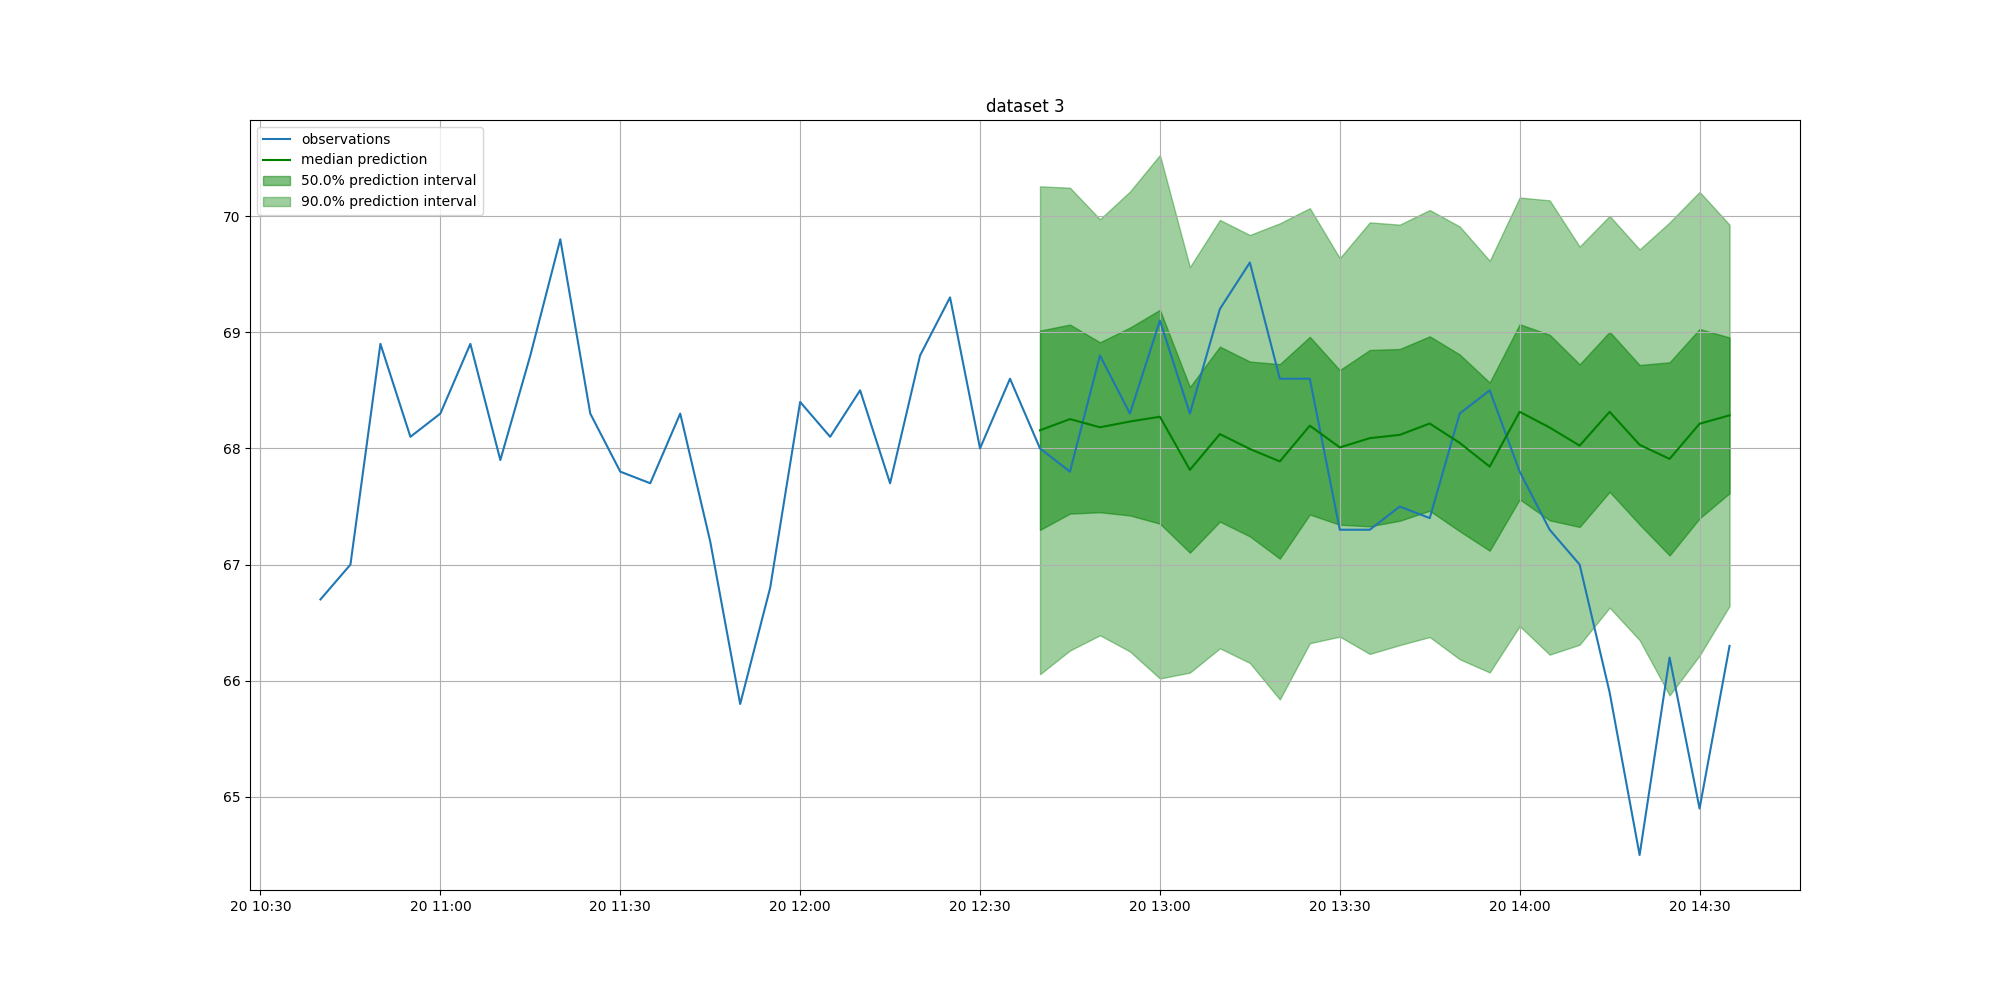 dataset 3
observations
median prediction
50.0% prediction interval
90.0% prediction interval
70
69
68
67
66
65
20 10:30 20 11:00 20 11:30 20 12:00 20 12:30 20 13:00 20 13:30 20 14:00 20 14:30